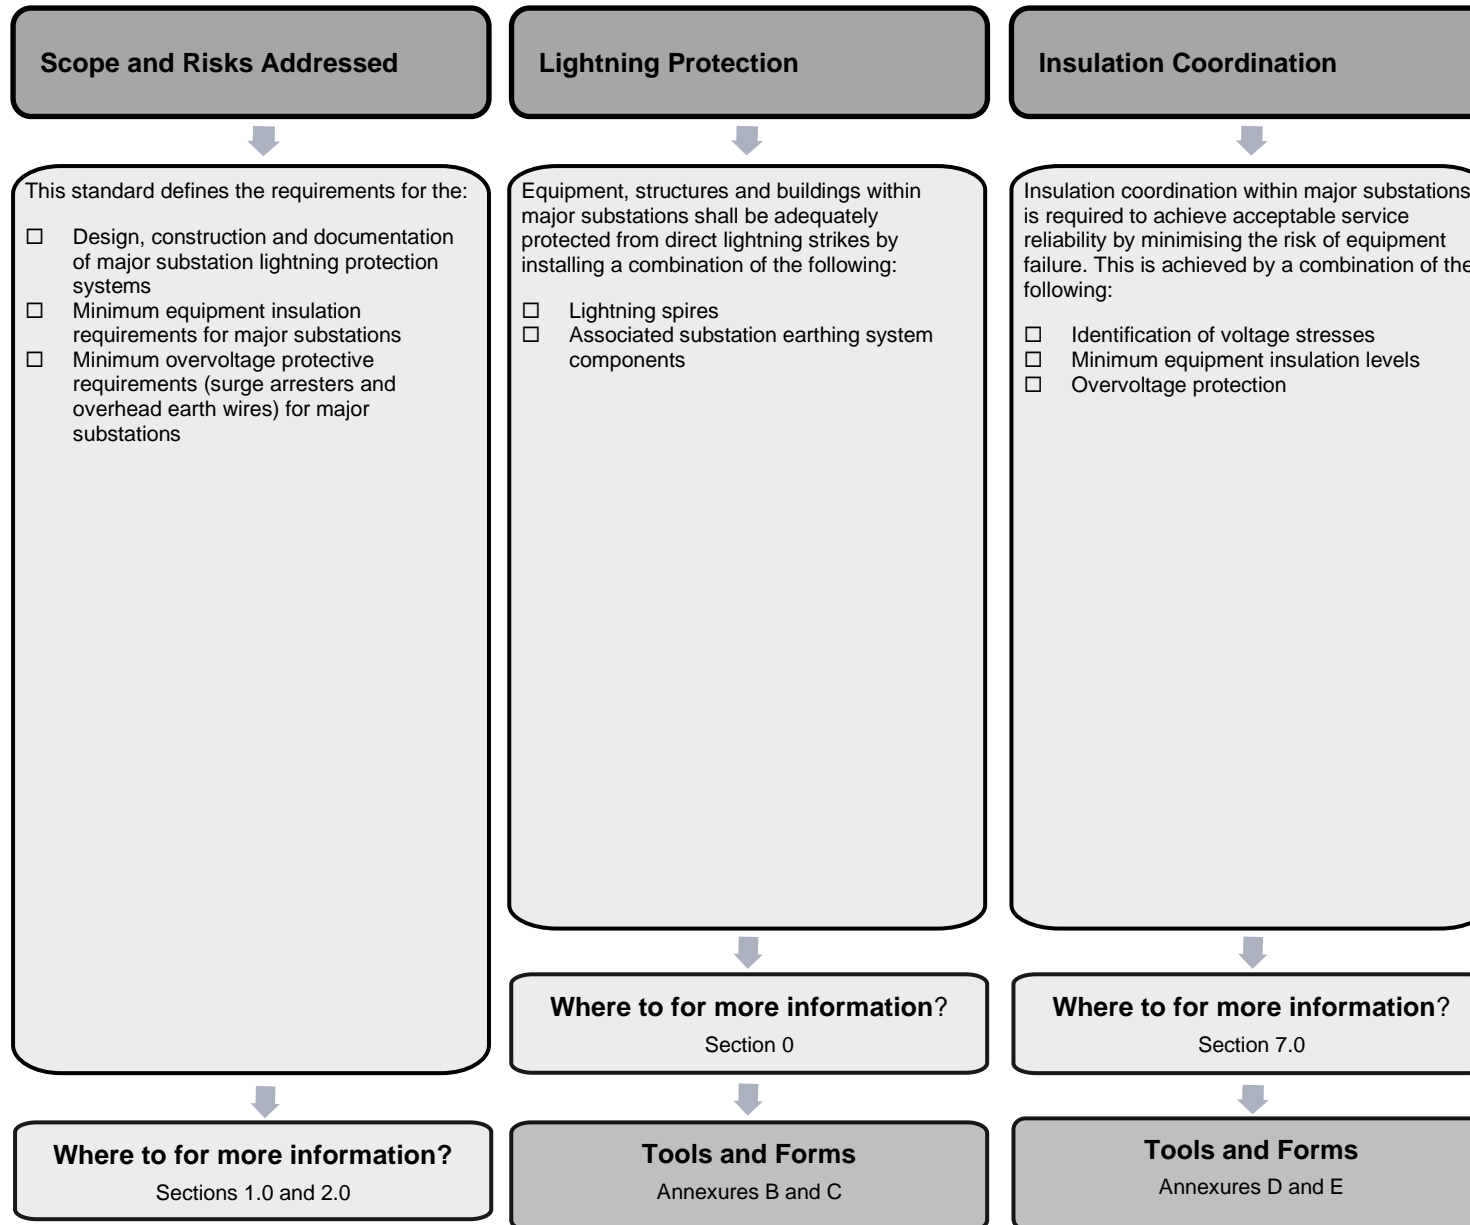 Scope and Risks Addressed
This standard defines the requirements for the:
☐ Design, construction and documentation
of major substation lightning protection
systems
☐ Minimum equipment insulation
requirements for major substations
☐ Minimum overvoltage protective
requirements (surge arresters and
overhead earth wires) for major
substations
Where to for more information?
Sections 1.0 and 2.0
Lightning Protection
Equipment, structures and buildings within
major substations shall be adequately
protected from direct lightning strikes by
installing a combination of the following:
☐ Lightning spires
☐ Associated substation earthing system
components
Where to for more information?
Section 0
Tools and Forms
Annexures B and C
Insulation Coordination
Insulation coordination within major substations
is required to achieve acceptable service
reliability by minimising the risk of equipment
failure. This is achieved by a combination of the
following:
☐ Identification of voltage stresses
☐ Minimum equipment insulation levels
☐ Overvoltage protection
Where to for more information?
Section 7.0
Tools and Forms
Annexures D and E